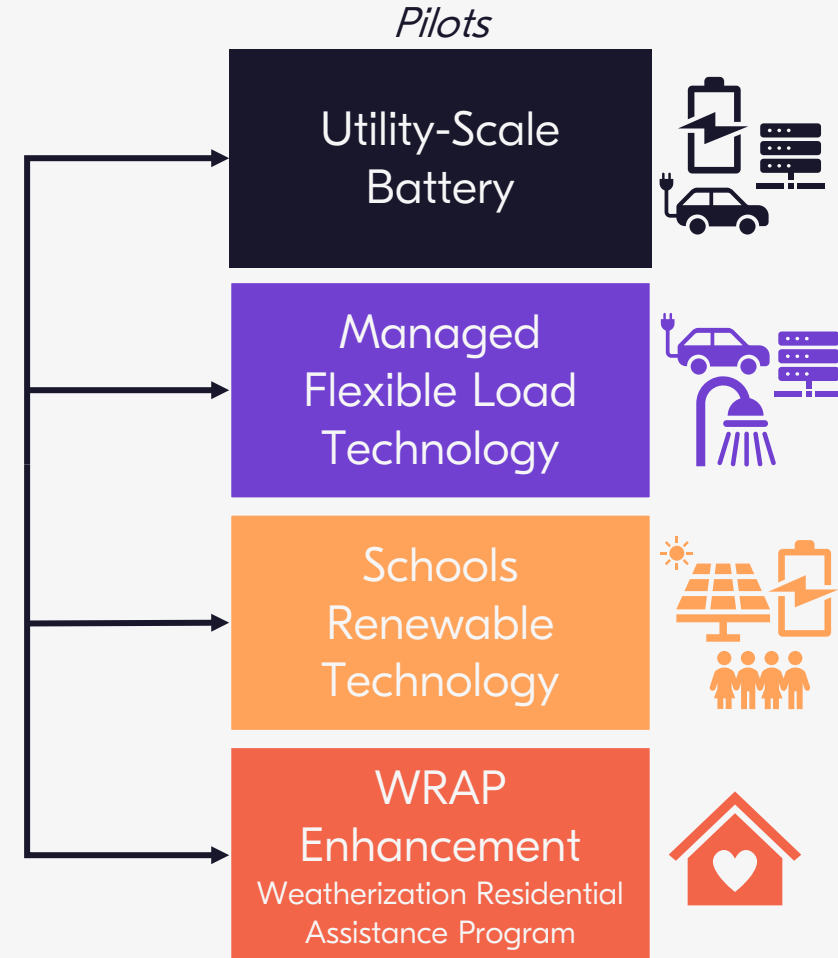 Pilots
Utility-Scale
Battery
Managed
Flexible Load
Technology
Schools
Renewable
Technology
WRAP
Enhancement
Weatherization Residential
Assistance Program